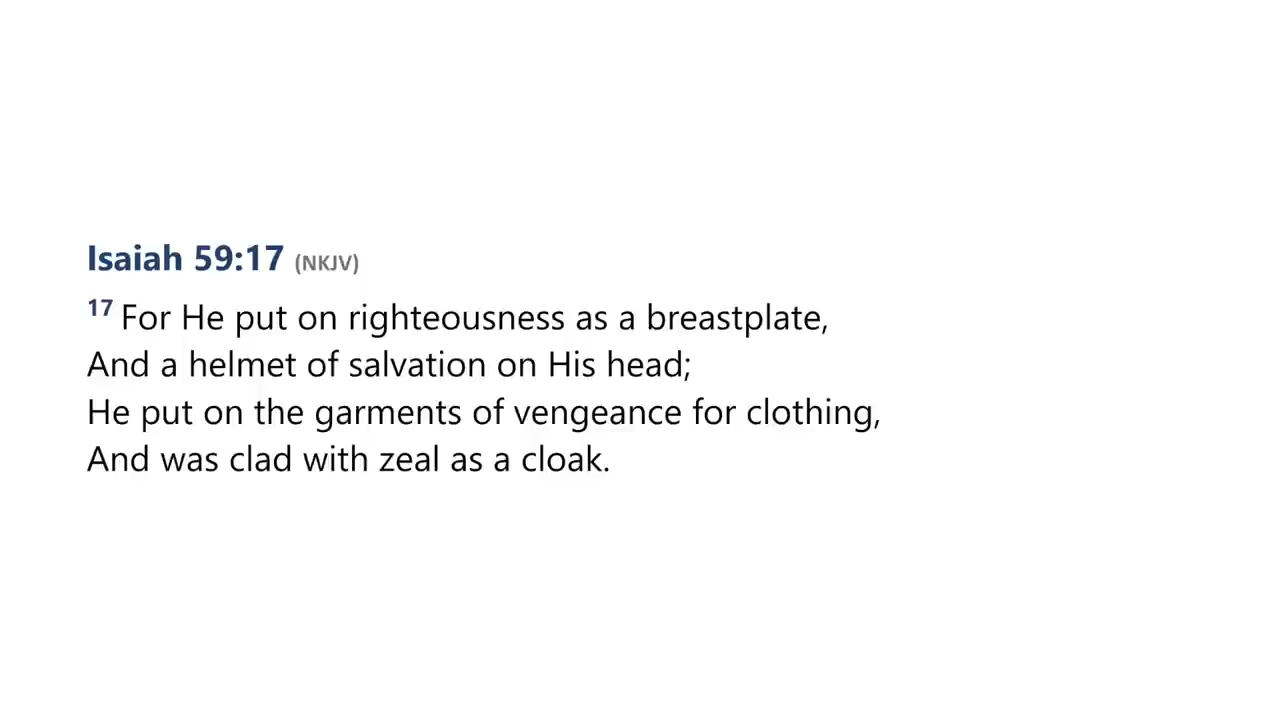 Isaiah 59:17 (NKJV)
17 For He put on righteousness as a breastplate,
And a helmet of salvation on His head;
He put on the garments of vengeance for clothing,
And was clad with zeal as a cloak.